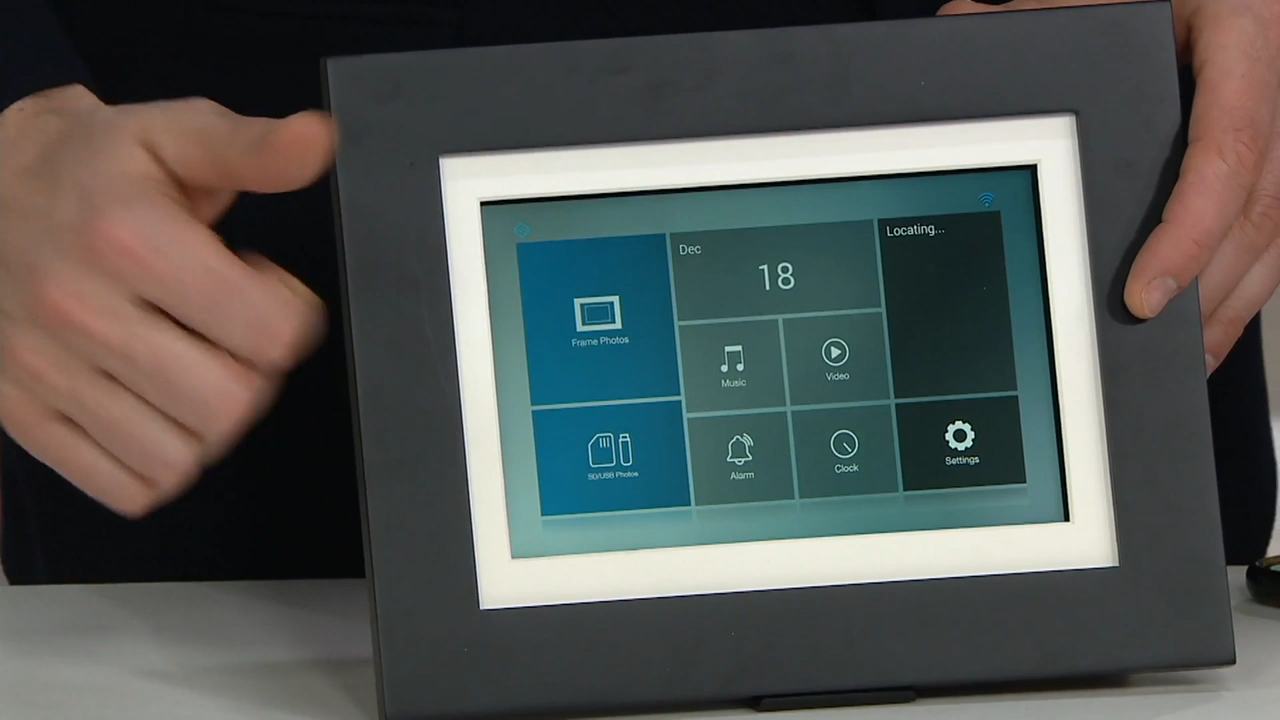 Dec
18
Locating...
Frame Photos
Music
Video
SD/USB Photos
Alarm
Clock
Settings